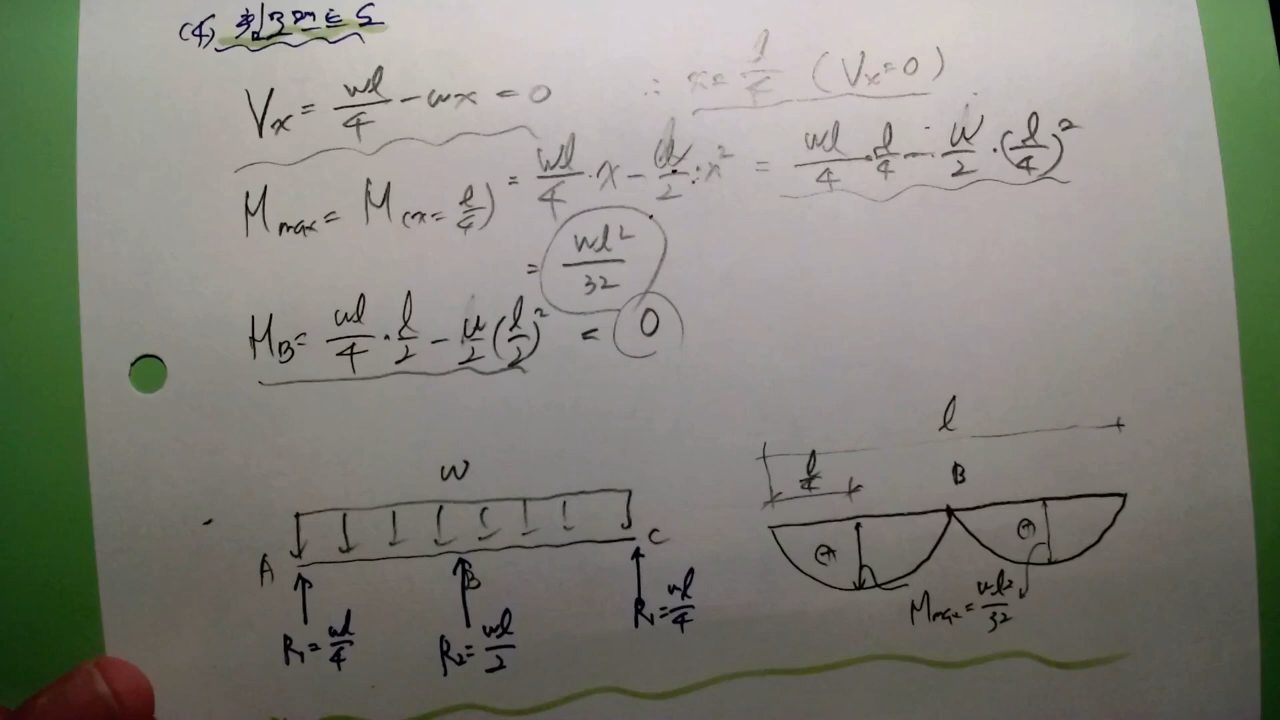 (4) 휨모멘트
Vx = wl/4 - wx = 0 ∴ x = l/4 (Vx=0)
Mmax = M(x = l/4) = wl/4 · x - w/2 · x² = wl/4 · l/4 - w/2 · (l/4)²
= wl²/32
MB = wl/4 · l/2 - w/2 (l/2)² = 0
l
w
l/4
B
A
B
C
⊕
⊕
R1 = wl/4
R2 = wl/2
R1 = wl/4
Mmax = wl²/32